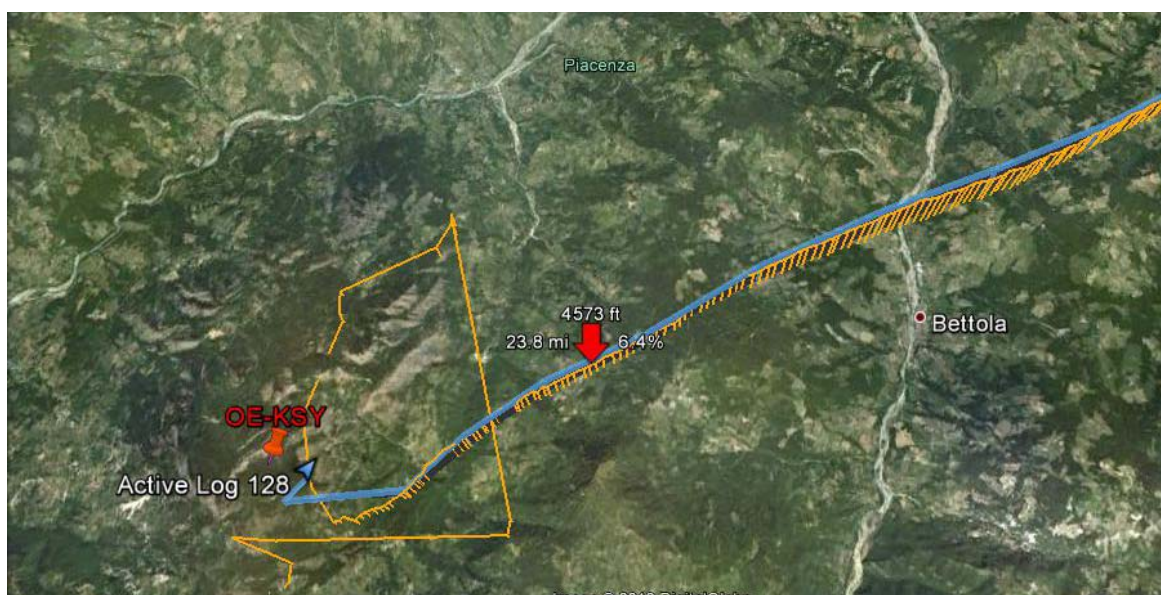 Piacenza
4573 ft
23.8 mi 6.4%
Bettola
OE-KSY
Active Log 128